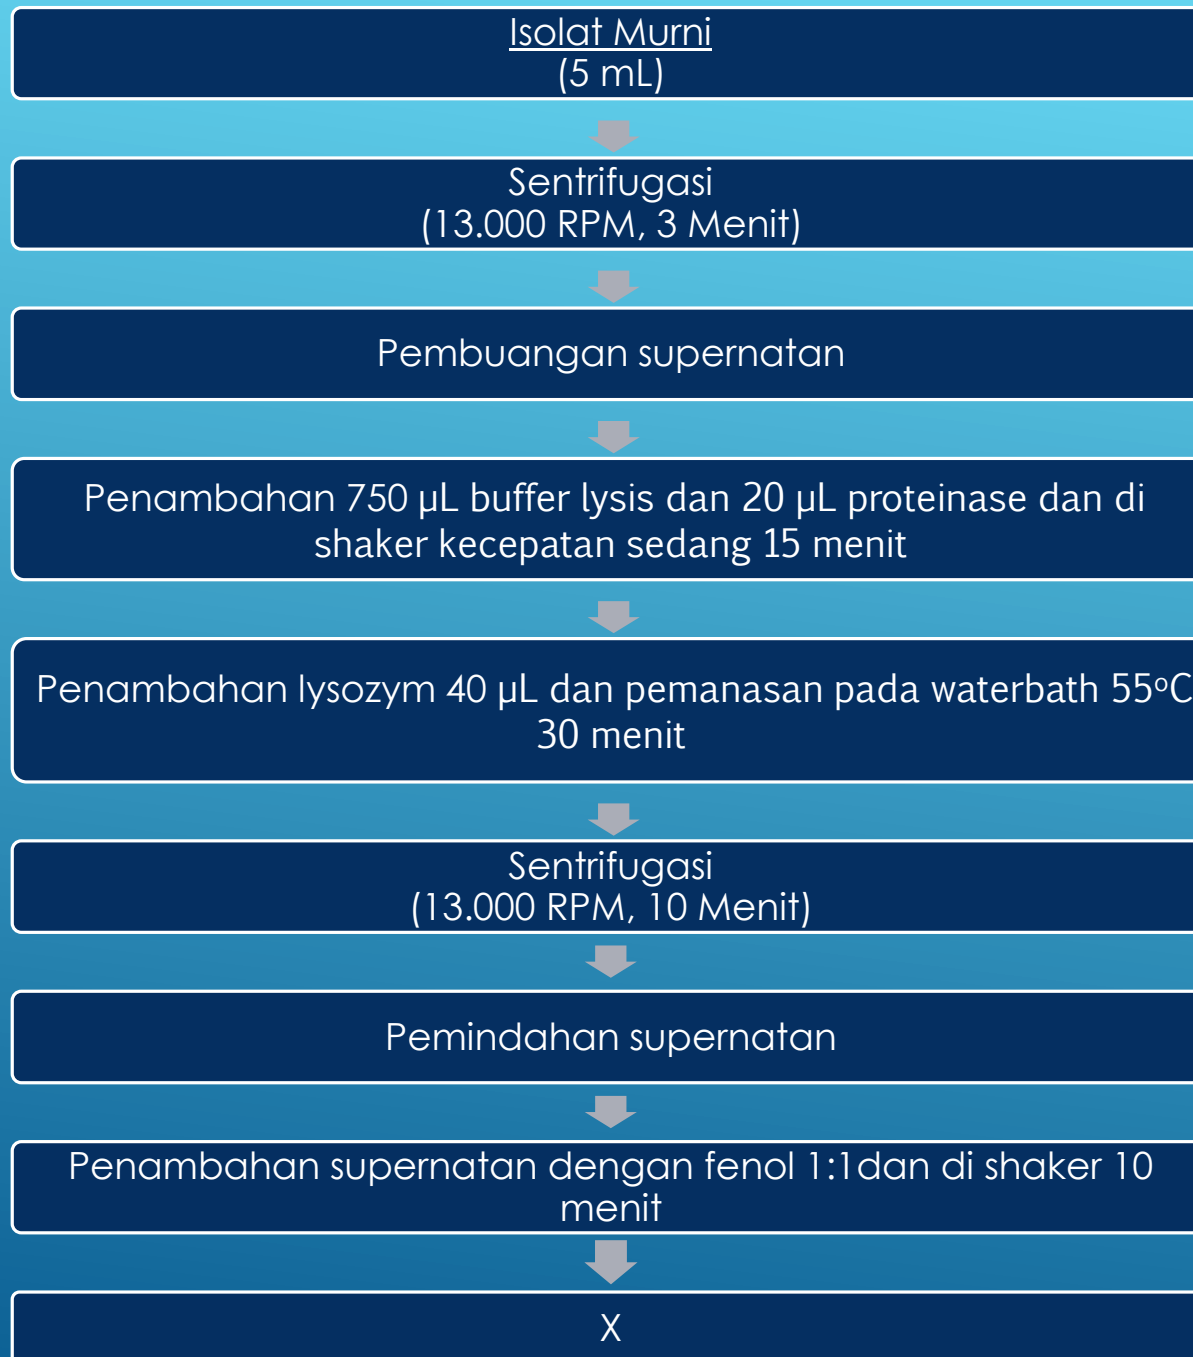 Isolat Murni
(5 mL)
Sentrifugasi
(13.000 RPM, 3 Menit)
Pembuangan supernatan
Penambahan 750 µL buffer lysis dan 20 µL proteinase dan di
shaker kecepatan sedang 15 menit
Penambahan lysozym 40 µL dan pemanasan pada waterbath 55ºC
30 menit
Sentrifugasi
(13.000 RPM, 10 Menit)
Pemindahan supernatan
Penambahan supernatan dengan fenol 1:1dan di shaker 10
menit
X